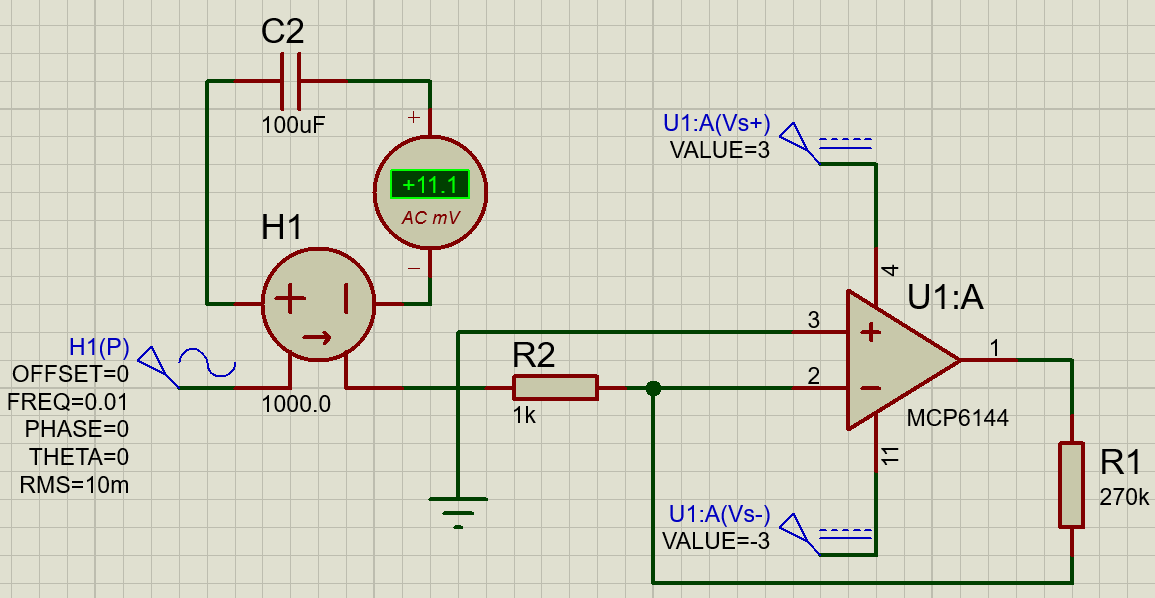 C2
100uF
+
+11.1
AC mV
−
H1
+
H1(P)
OFFSET=0
FREQ=0.01
PHASE=0
THETA=0
RMS=10m
1000.0
R2
1k
U1:A(Vs+)
VALUE=3
4
U1:A
3
+
1
2
−
MCP6144
11
U1:A(Vs-)
VALUE=-3
R1
270k